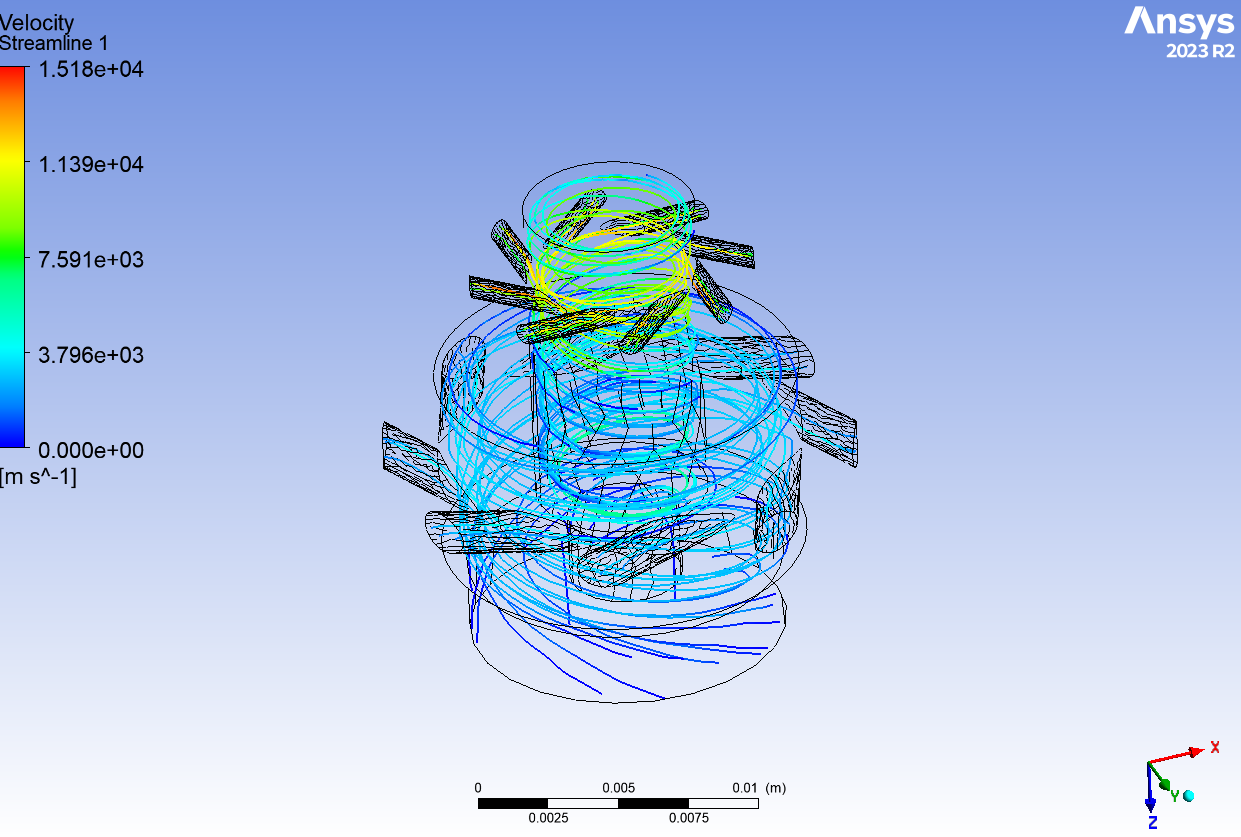 Velocity
Streamline 1
1.518e+04
1.139e+04
7.591e+03
3.796e+03
0.000e+00
[m s^-1]
Ansys
2023 R2
0 0.005 0.01 (m)
0.0025 0.0075
X
Y
Z